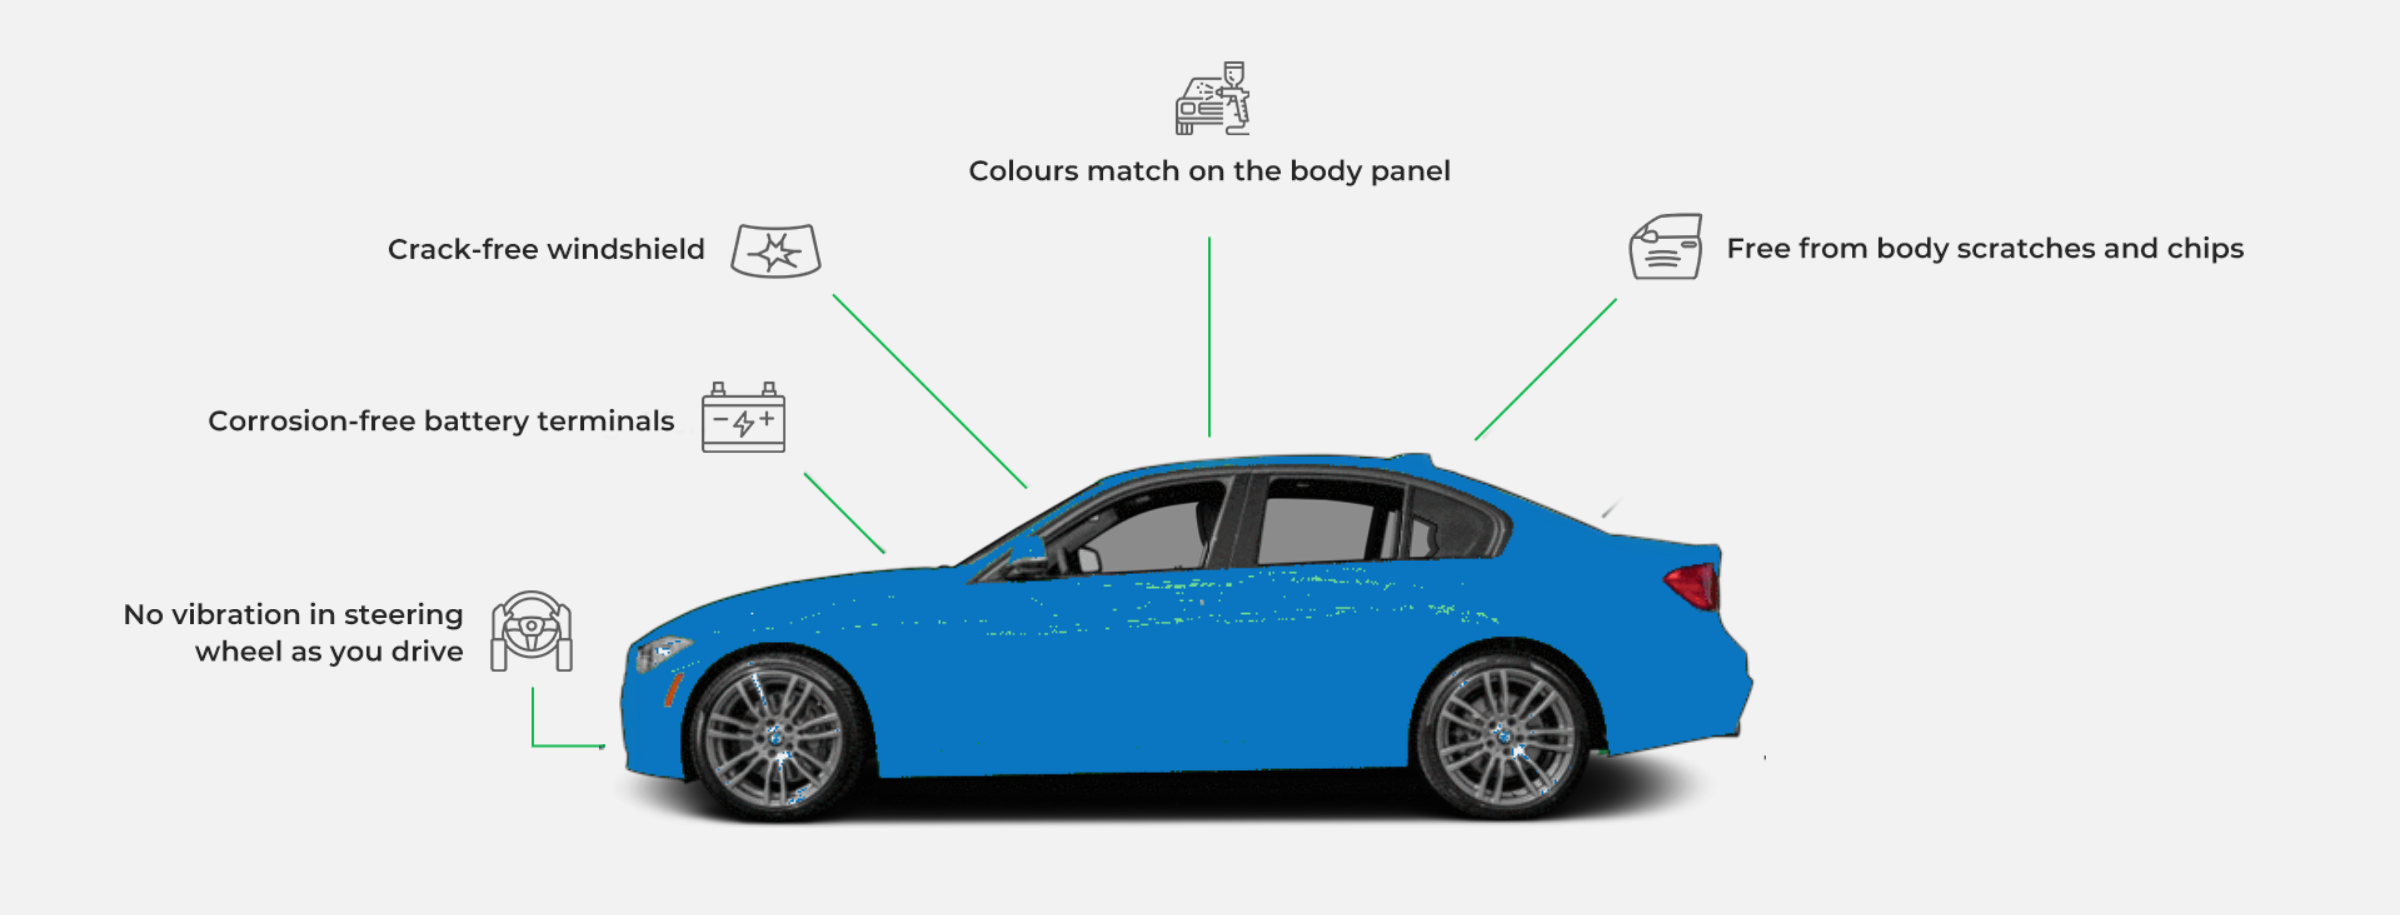 Colours match on the body panel
Crack-free windshield
Free from body scratches and chips
Corrosion-free battery terminals
No vibration in steering
wheel as you drive